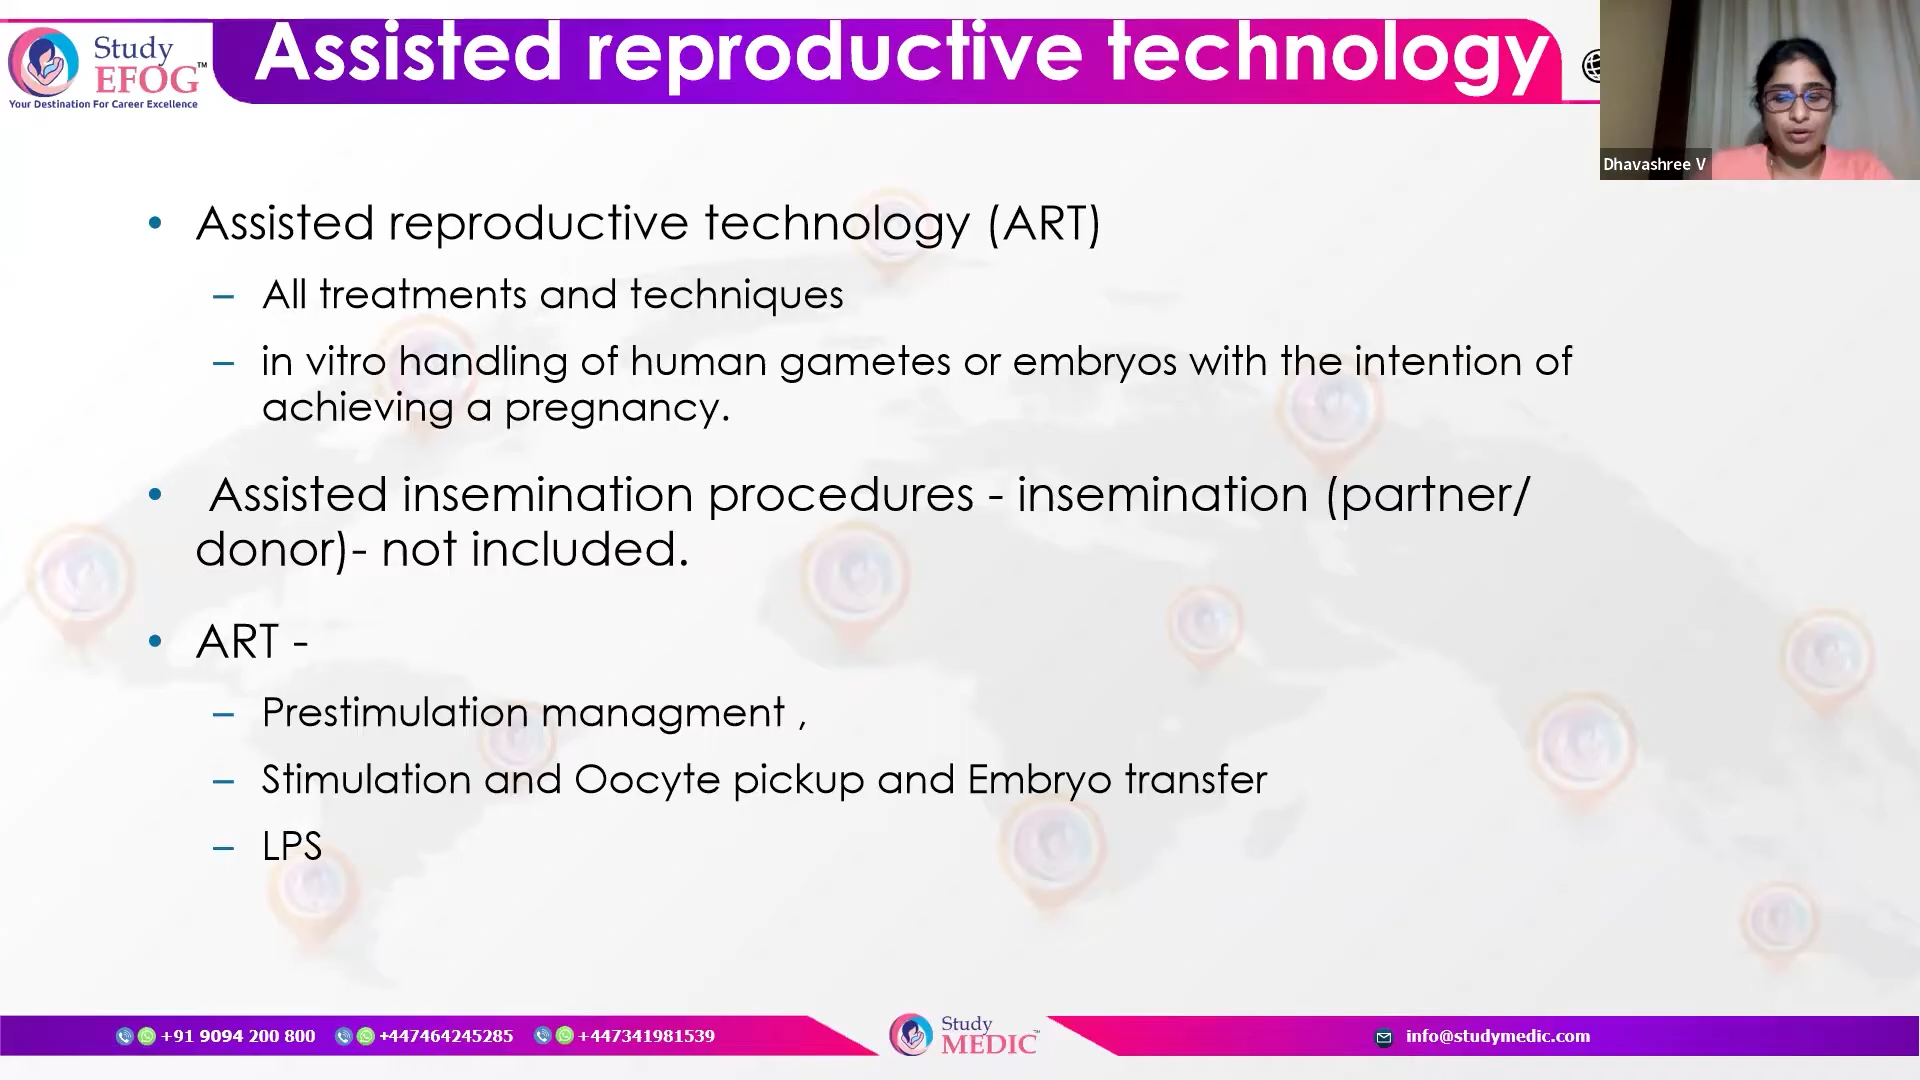 Study
EFOG™
Your Destination For Career Excellence
Assisted reproductive technology
Dhavashree V
• Assisted reproductive technology (ART)
– All treatments and techniques
– in vitro handling of human gametes or embryos with the intention of
achieving a pregnancy.
• Assisted insemination procedures - insemination (partner/
donor)- not included.
• ART -
– Prestimulation managment ,
– Stimulation and Oocyte pickup and Embryo transfer
– LPS
+91 9094 200 800 +447464245285 +447341981539
Study
MEDIC™
info@studymedic.com